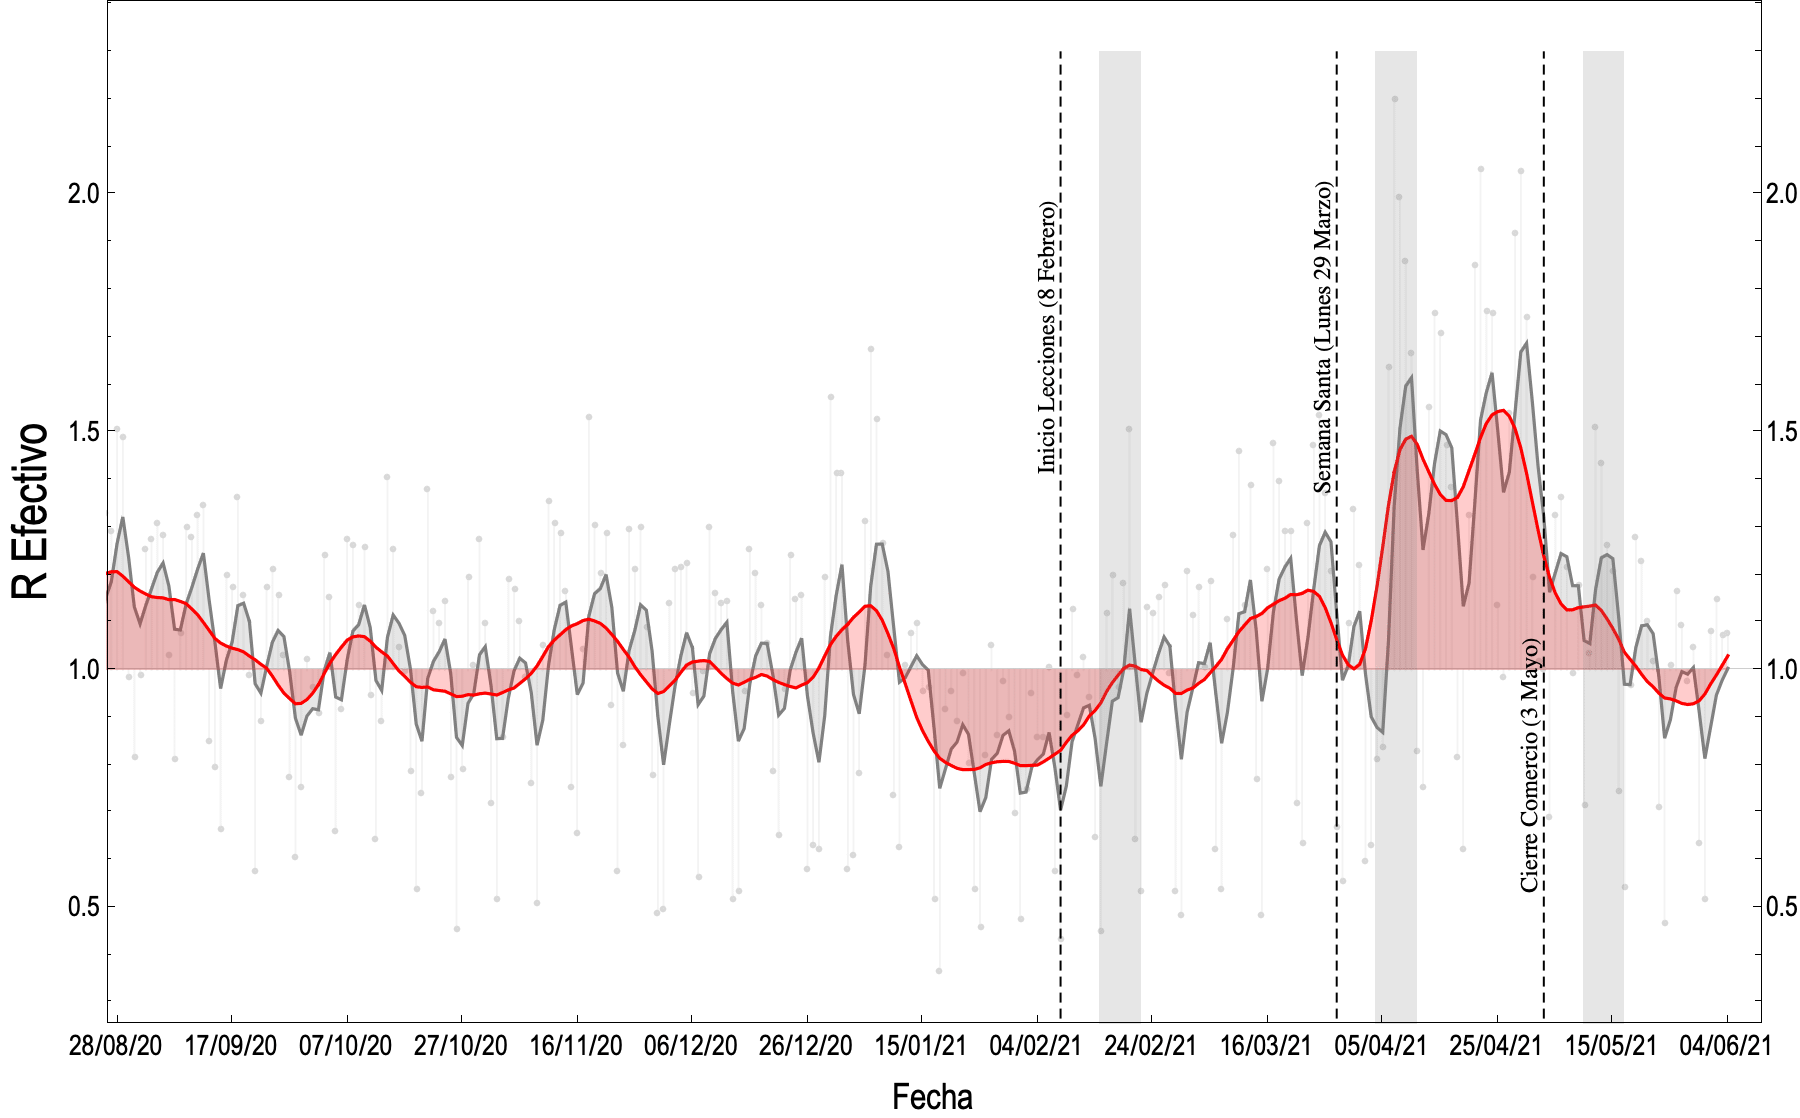 R Efectivo
2.0
1.5
1.0
0.5
2.0
1.5
1.0
0.5
Inicio Lecciones (8 Febrero)
Semana Santa (Lunes 29 Marzo)
Cierre Comercio (3 Mayo)
28/08/20 17/09/20 07/10/20 27/10/20 16/11/20 06/12/20 26/12/20 15/01/21 04/02/21 24/02/21 16/03/21 05/04/21 25/04/21 15/05/21 04/06/21
Fecha